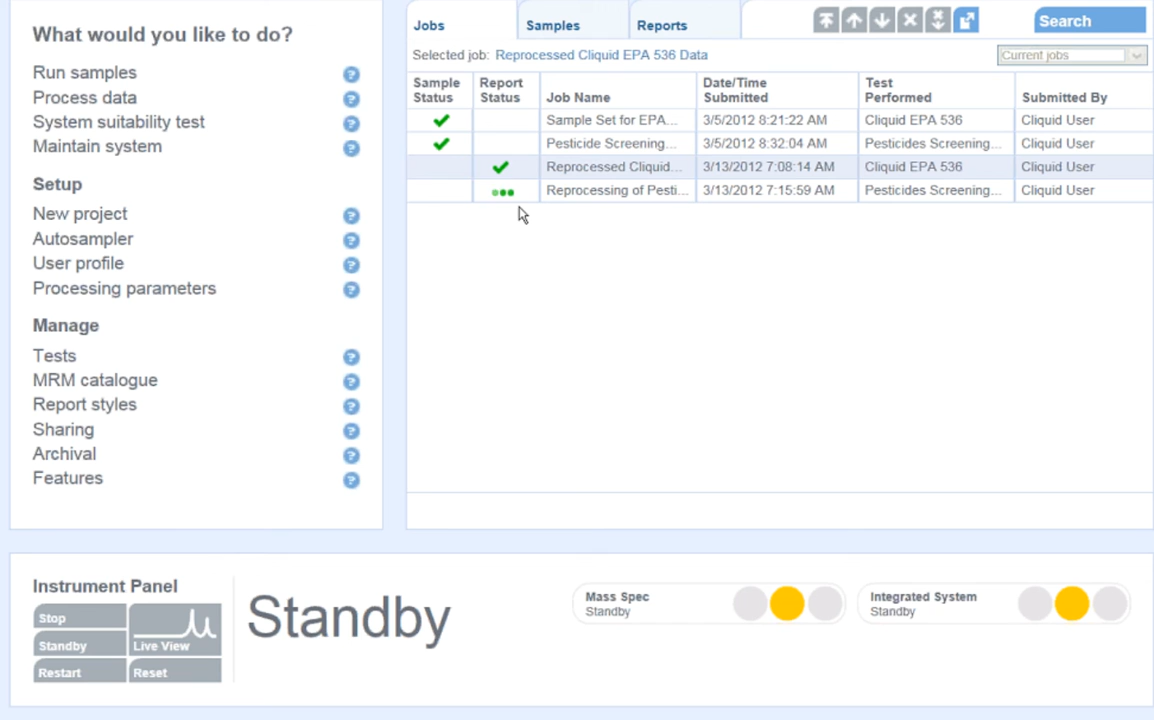 What would you like to do?
Run samples
Process data
System suitability test
Maintain system
Setup
New project
Autosampler
User profile
Processing parameters
Manage
Tests
MRM catalogue
Report styles
Sharing
Archival
Features
Jobs
Samples
Reports
Search
Selected job: Reprocessed Cliquid EPA 536 Data
Current jobs
Sample Status
Report Status
Job Name
Date/Time Submitted
Test Performed
Submitted By
Sample Set for EPA... 3/5/2012 8:21:22 AM Cliquid EPA 536 Cliquid User
Pesticide Screening... 3/5/2012 8:32:04 AM Pesticides Screening... Cliquid User
Reprocessed Cliquid... 3/13/2012 7:08:14 AM Cliquid EPA 536 Cliquid User
Reprocessing of Pesti... 3/13/2012 7:15:59 AM Pesticides Screening... Cliquid User
Instrument Panel
Stop
Standby
Live View
Restart
Reset
Standby
Mass Spec
Standby
Integrated System
Standby